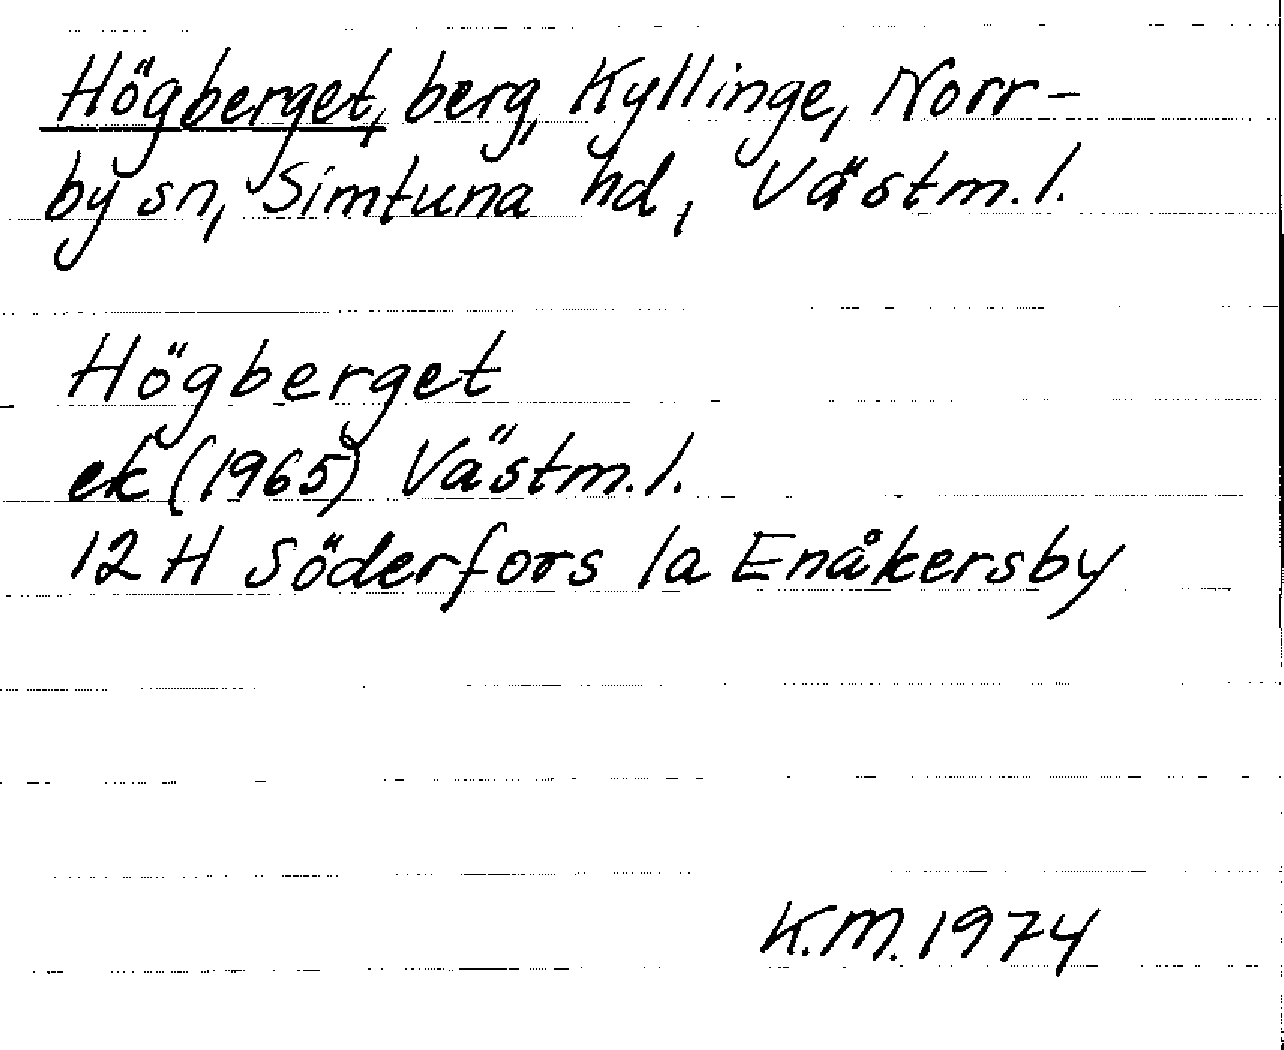 Högberget, berg, Kyllinge, Norr-
by sn, Simtuna hd, Västm.l.
Högberget
ek (1965) Västm.l.
12 H Söderfors 1a Enåkersby
K.M. 1974